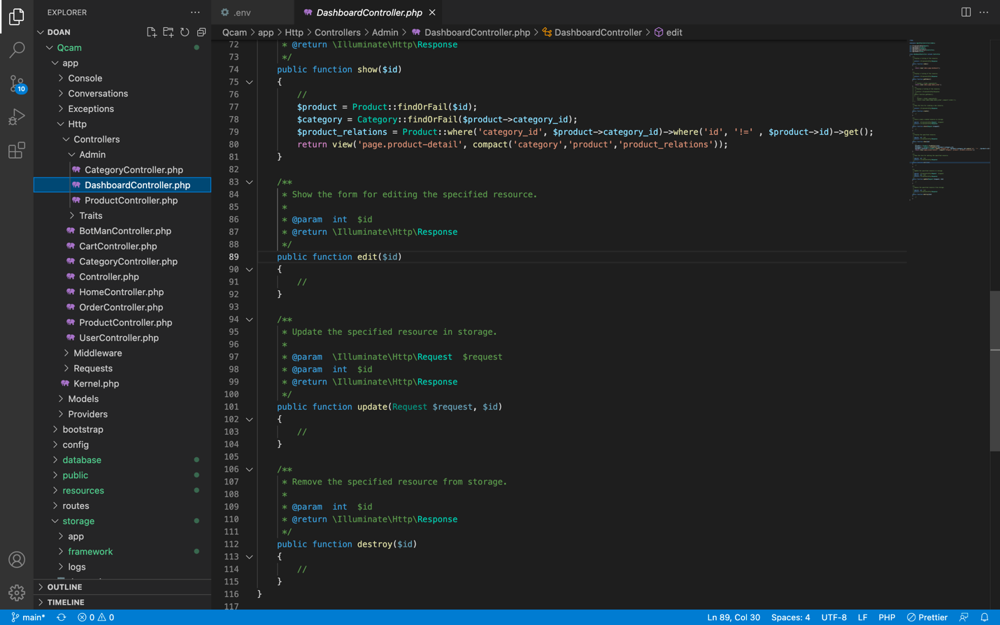 EXPLORER
DOAN
Qcam
app
Console
Conversations
Exceptions
Http
Controllers
Admin
CategoryController.php
DashboardController.php
ProductController.php
Traits
BotManController.php
CartController.php
CategoryController.php
Controller.php
HomeController.php
OrderController.php
ProductController.php
UserController.php
Middleware
Requests
Kernel.php
Models
Providers
bootstrap
config
database
public
resources
routes
storage
app
framework
logs
OUTLINE
TIMELINE
10
.env
DashboardController.php
Qcam > app > Http > Controllers > Admin > DashboardController.php > DashboardController > edit
72 * @return \Illuminate\Http\Response
73 */
74 public function show($id)
75 {
76 //
77 $product = Product::findOrFail($id);
78 $category = Category::findOrFail($product->category_id);
79 $product_relations = Product::where('category_id', $product->category_id)->where('id', '!=' , $product->id)->get();
80 return view('page.product-detail', compact('category','product','product_relations'));
81 }
82
83 /**
84 * Show the form for editing the specified resource.
85 *
86 * @param  int  $id
87 * @return \Illuminate\Http\Response
88 */
89 public function edit($id)
90 {
91 //
92 }
93
94 /**
95 * Update the specified resource in storage.
96 *
97 * @param  \Illuminate\Http\Request  $request
98 * @param  int  $id
99 * @return \Illuminate\Http\Response
100 */
101 public function update(Request $request, $id)
102 {
103 //
104 }
105
106 /**
107 * Remove the specified resource from storage.
108 *
109 * @param  int  $id
110 * @return \Illuminate\Http\Response
111 */
112 public function destroy($id)
113 {
114 //
115 }
116 }
117
main* 0 0 Ln 89, Col 30 Spaces: 4 UTF-8 LF PHP Prettier